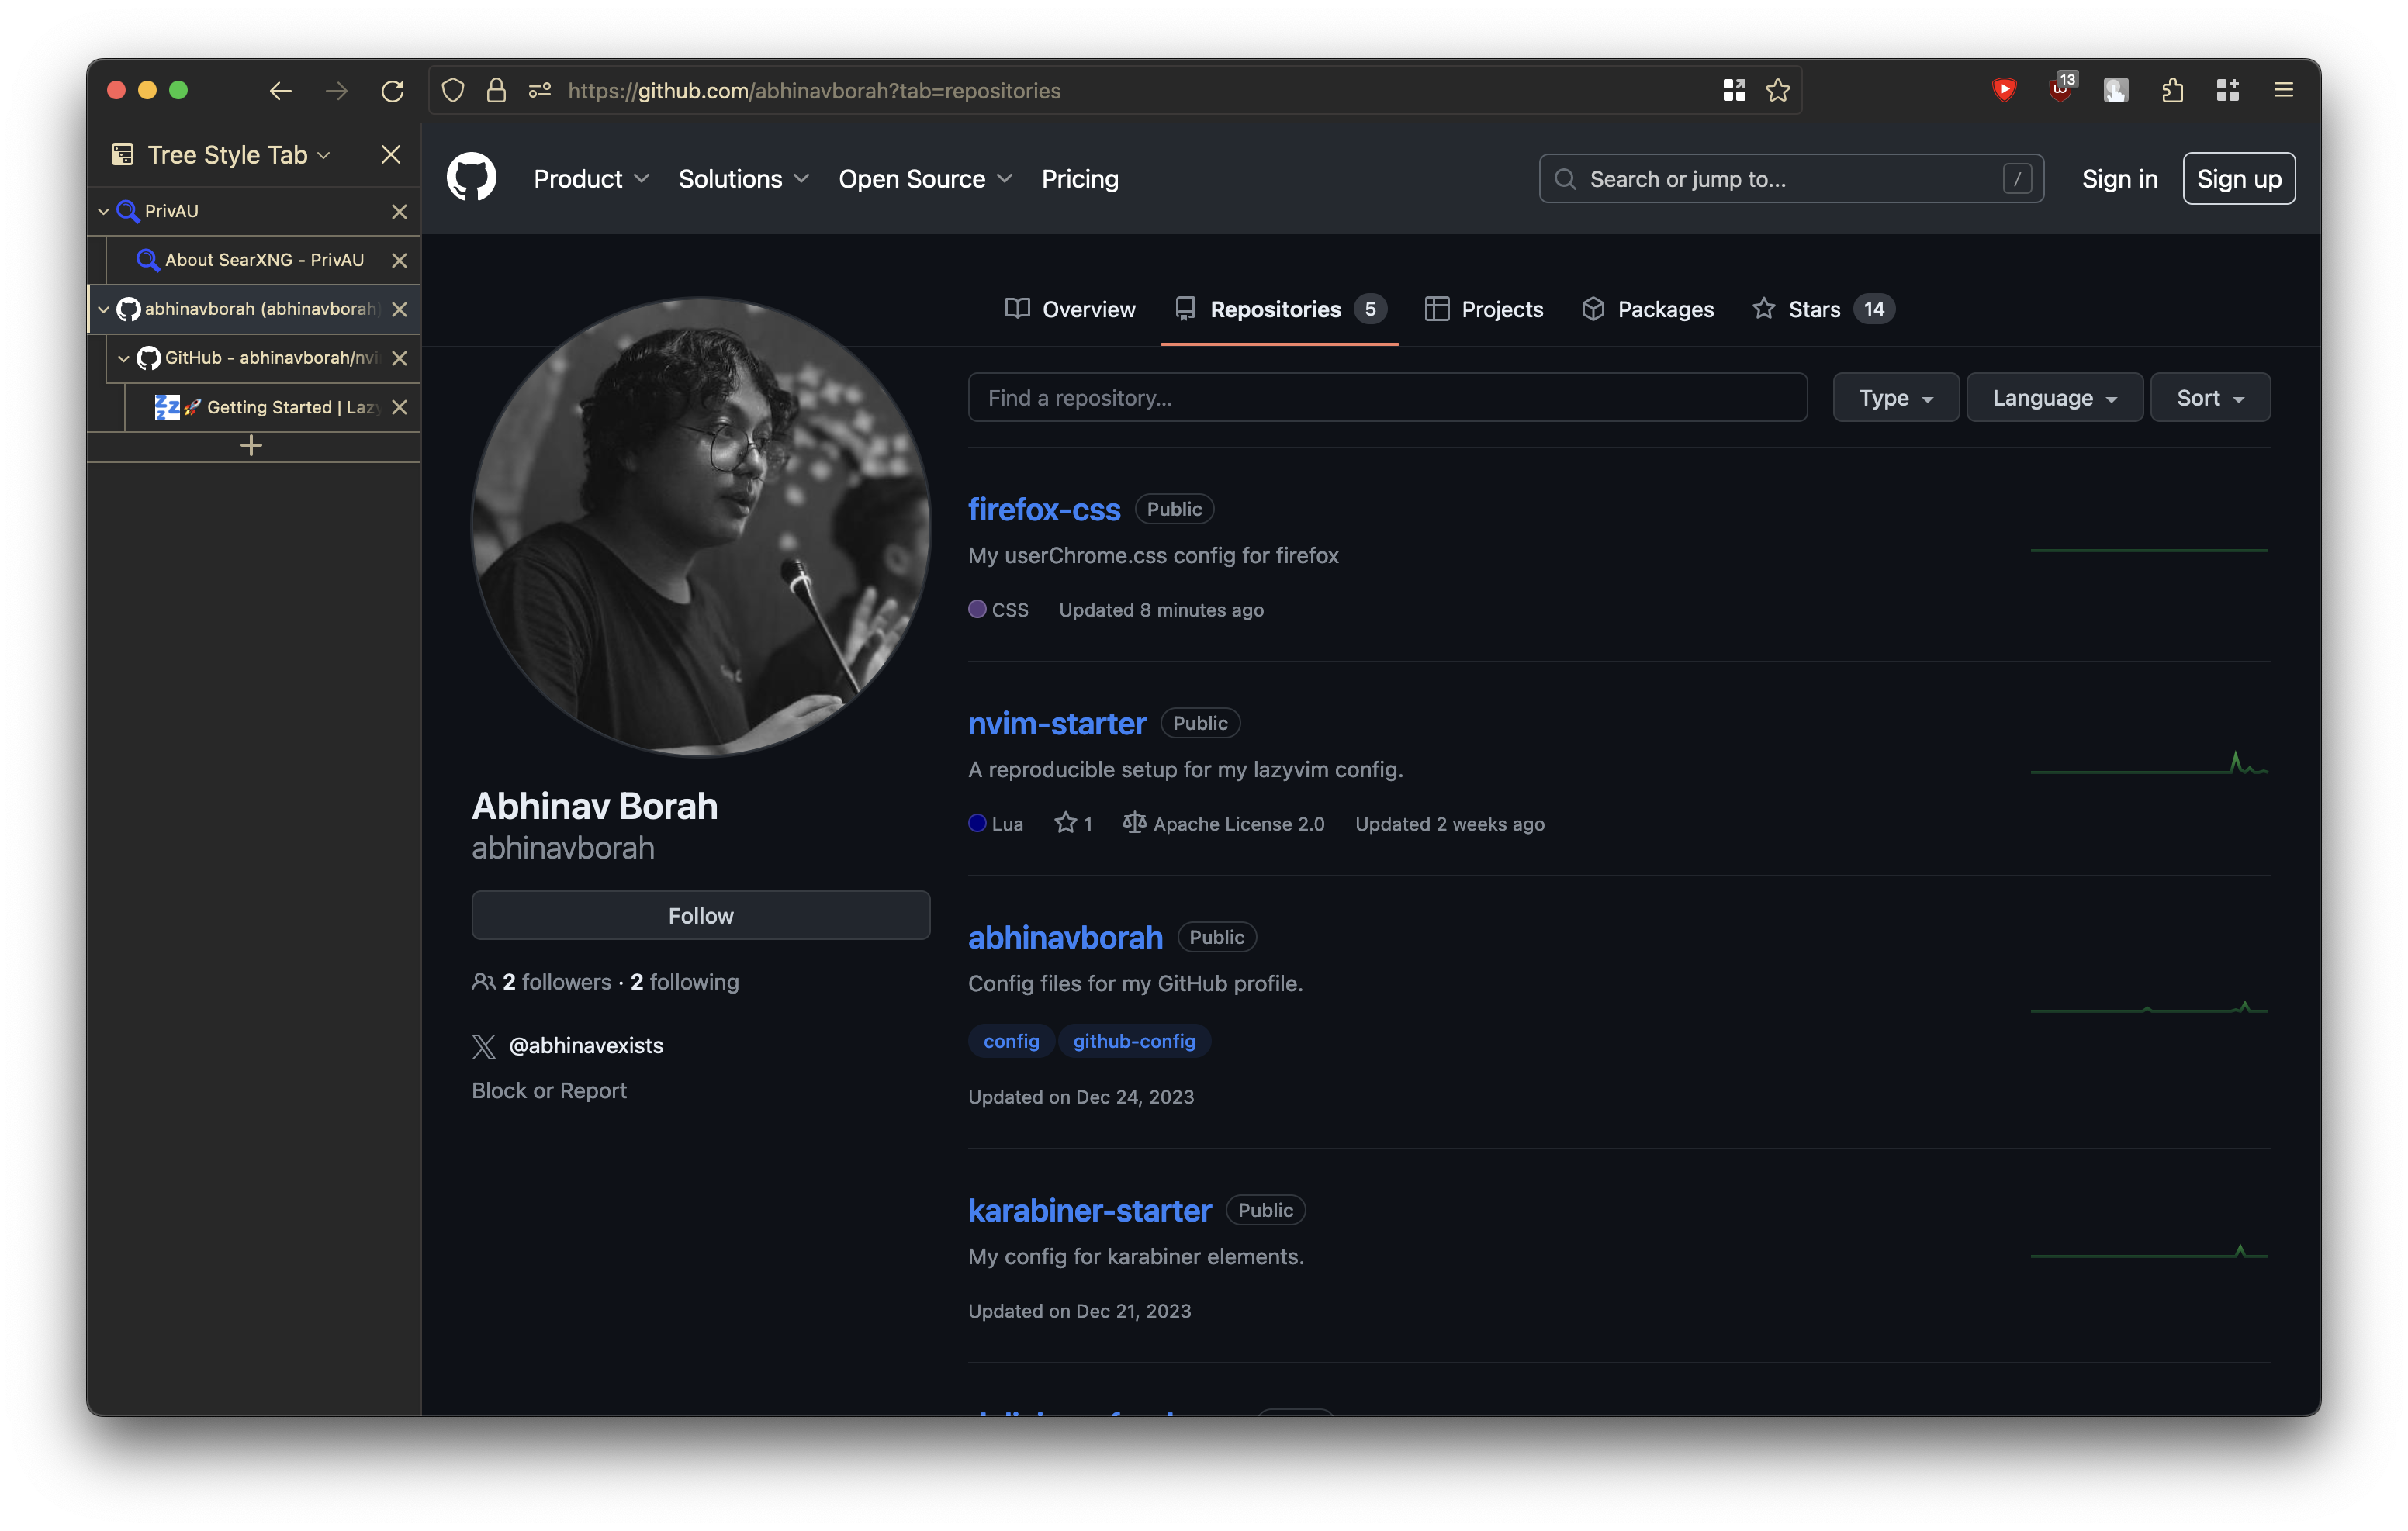 https://github.com/abhinavborah?tab=repositories
13
Tree Style Tab
PrivAU
About SearXNG - PrivAU
abhinavborah (abhinavborah)
GitHub - abhinavborah/nvi
Getting Started | Lazy
Product
Solutions
Open Source
Pricing
Search or jump to...
/
Sign in
Sign up
Overview
Repositories 5
Projects
Packages
Stars 14
Find a repository...
Type
Language
Sort
Abhinav Borah
abhinavborah
Follow
2 followers · 2 following
@abhinavexists
Block or Report
firefox-css Public
My userChrome.css config for firefox
CSS Updated 8 minutes ago
nvim-starter Public
A reproducible setup for my lazyvim config.
Lua 1 Apache License 2.0 Updated 2 weeks ago
abhinavborah Public
Config files for my GitHub profile.
config github-config
Updated on Dec 24, 2023
karabiner-starter Public
My config for karabiner elements.
Updated on Dec 21, 2023